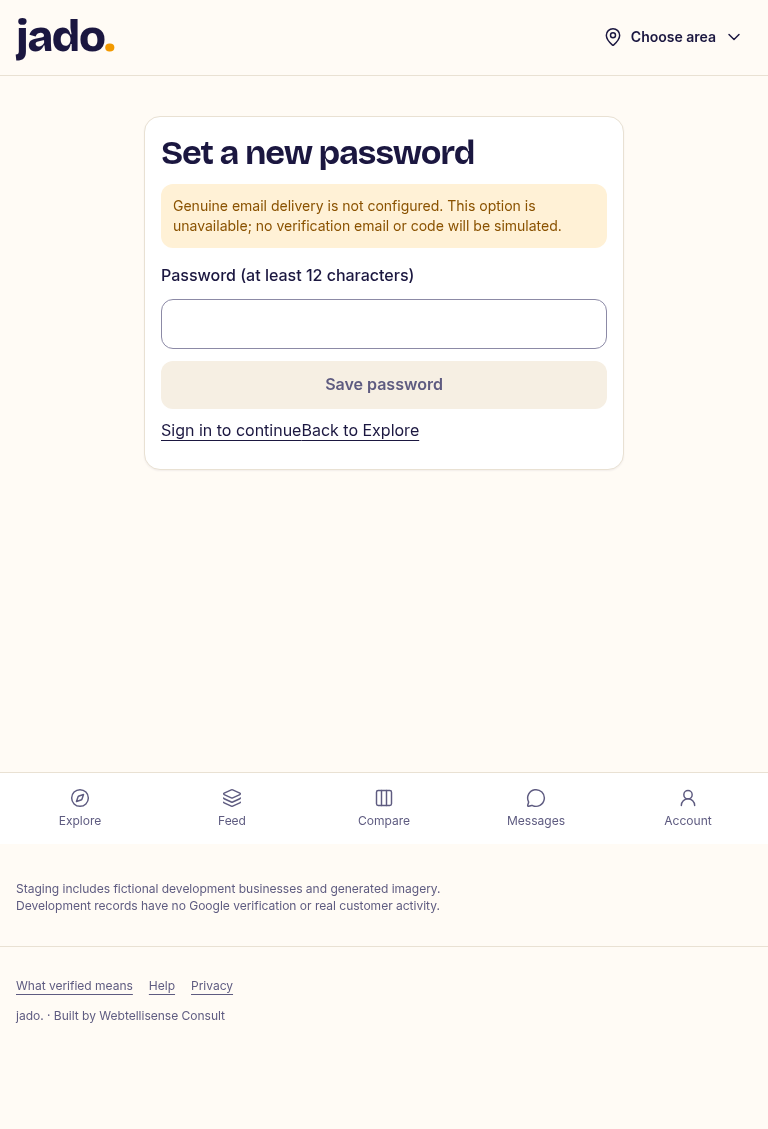 jado.
Choose area
Set a new password
Genuine email delivery is not configured. This option is
unavailable; no verification email or code will be simulated.
Password (at least 12 characters)
Save password
Sign in to continueBack to Explore
Explore
Feed
Compare
Messages
Account
Staging includes fictional development businesses and generated imagery.
Development records have no Google verification or real customer activity.
What verified means
Help
Privacy
jado. · Built by Webtellisense Consult